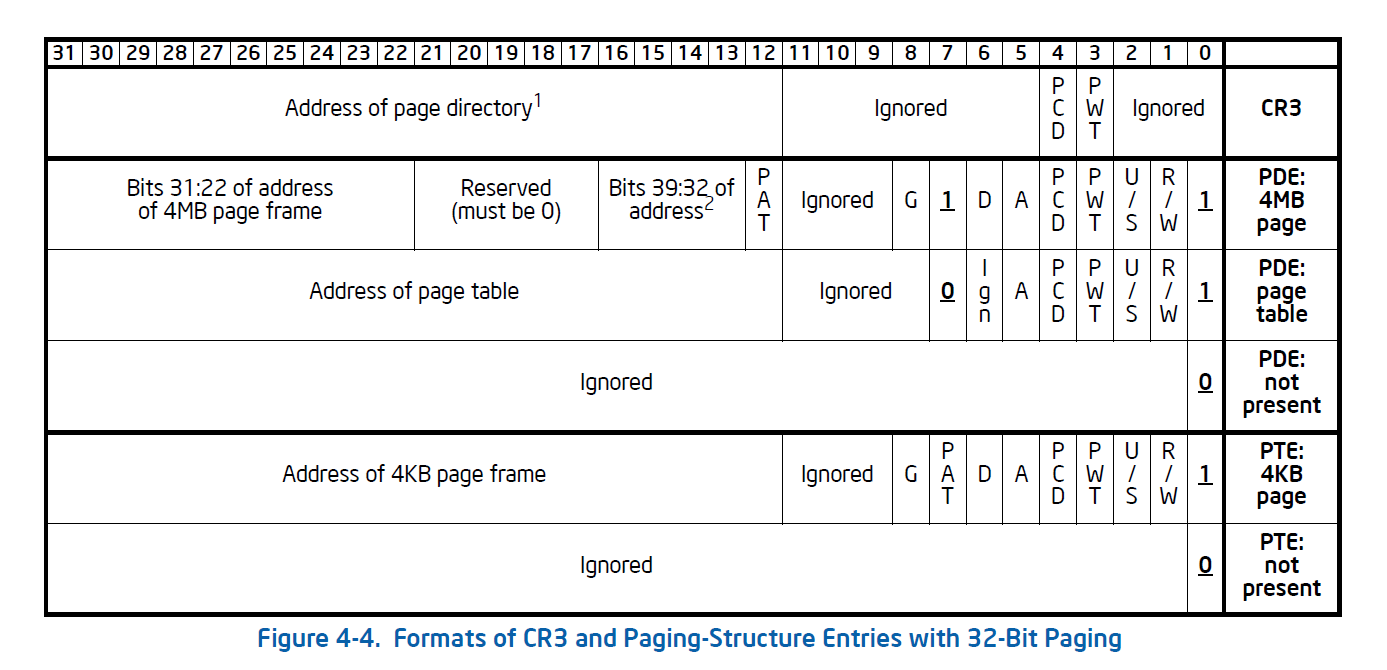 31 30 29 28 27 26 25 24 23 22 21 20 19 18 17 16 15 14 13 12 11 10 9 8 7 6 5 4 3 2 1 0
Address of page directory1 Ignored PCD PWT Ignored CR3
Bits 31:22 of address
of 4MB page frame
Reserved
(must be 0)
Bits 39:32 of
address2
PAT Ignored G 1 D A PCD PWT U/S R/W 1
PDE:
4MB
page
Address of page table Ignored 0 Ign A PCD PWT U/S R/W 1
PDE:
page
table
Ignored 0
PDE:
not
present
Address of 4KB page frame Ignored G PAT D A PCD PWT U/S R/W 1
PTE:
4KB
page
Ignored 0
PTE:
not
present
Figure 4-4. Formats of CR3 and Paging-Structure Entries with 32-Bit Paging